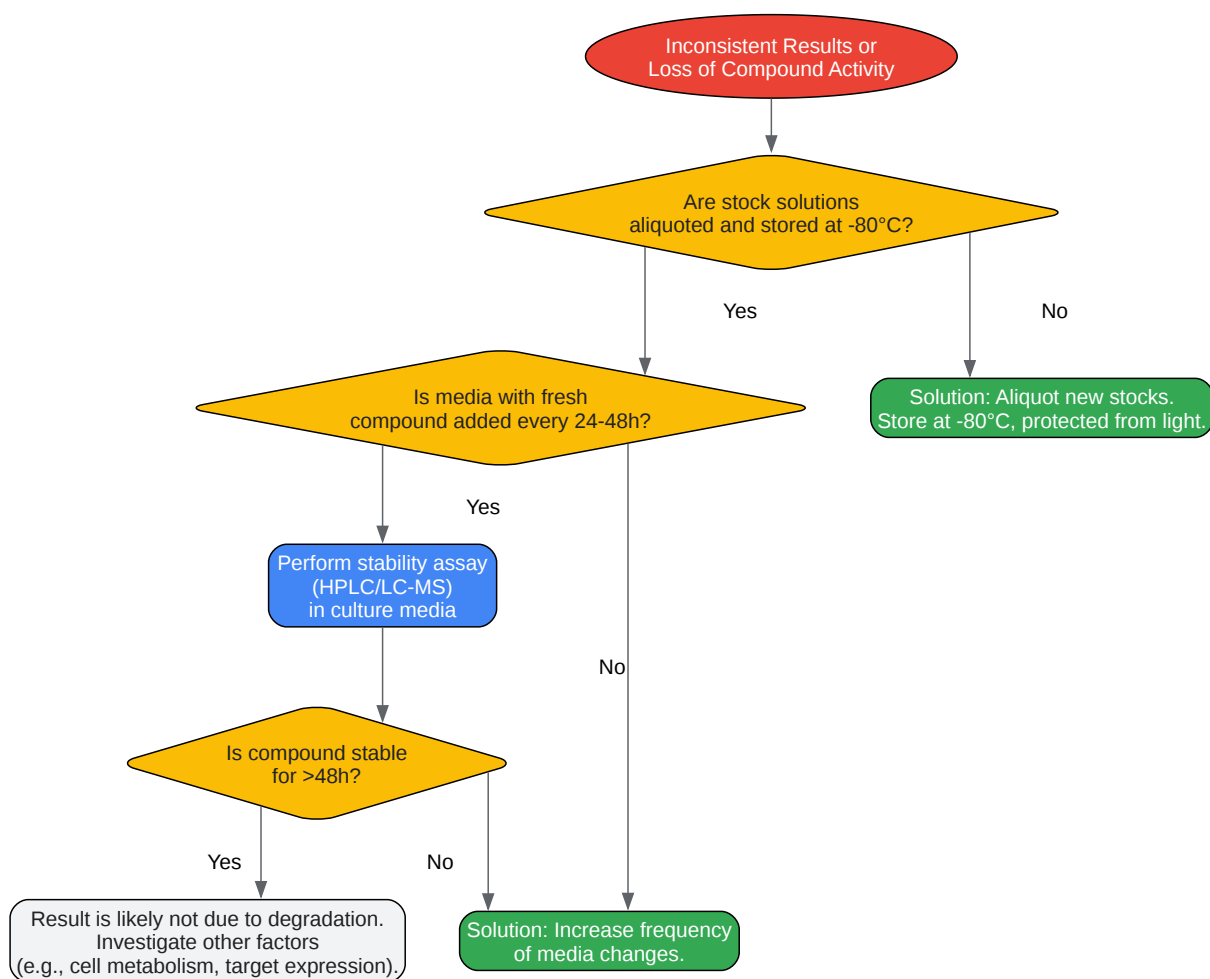 Inconsistent Results or
Loss of Compound Activity
Are stock solutions
aliquoted and stored at -80°C?
Yes
No
Is media with fresh
compound added every 24-48h?
Solution: Aliquot new stocks.
Store at -80°C, protected from light.
Yes
No
Perform stability assay
(HPLC/LC-MS)
in culture media
Is compound stable
for >48h?
Yes
No
Result is likely not due to degradation.
Investigate other factors
(e.g., cell metabolism, target expression).
Solution: Increase frequency
of media changes.